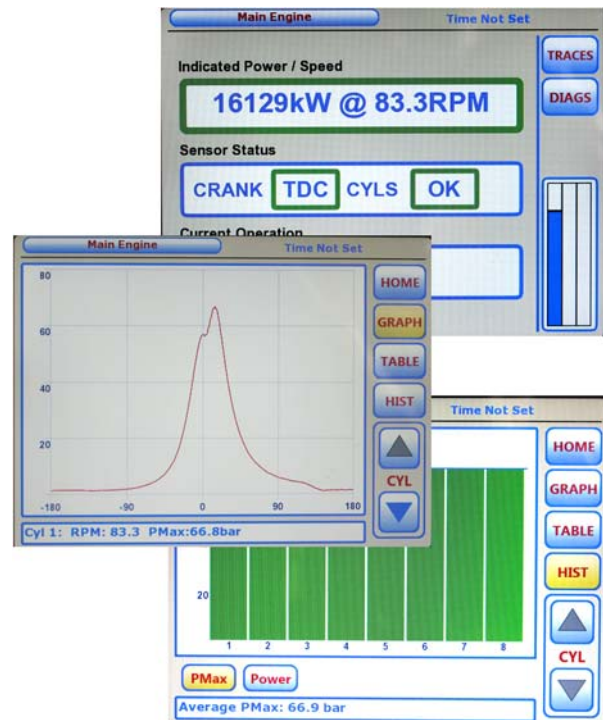 Main Engine Time Not Set
Indicated Power / Speed
16129kW @ 83.3RPM
TRACES
DIAGS
Sensor Status
CRANK TDC CYLS OK
Current Operation
Main Engine Time Not Set
80
60
40
20
-180 -90 0 90 180
HOME
GRAPH
TABLE
HIST
CYL
Cyl 1: RPM: 83.3 PMax:66.8bar
Time Not Set
HOME
GRAPH
TABLE
HIST
CYL
20
1 2 3 4 5 6 7 8
PMax Power
Average PMax: 66.9 bar